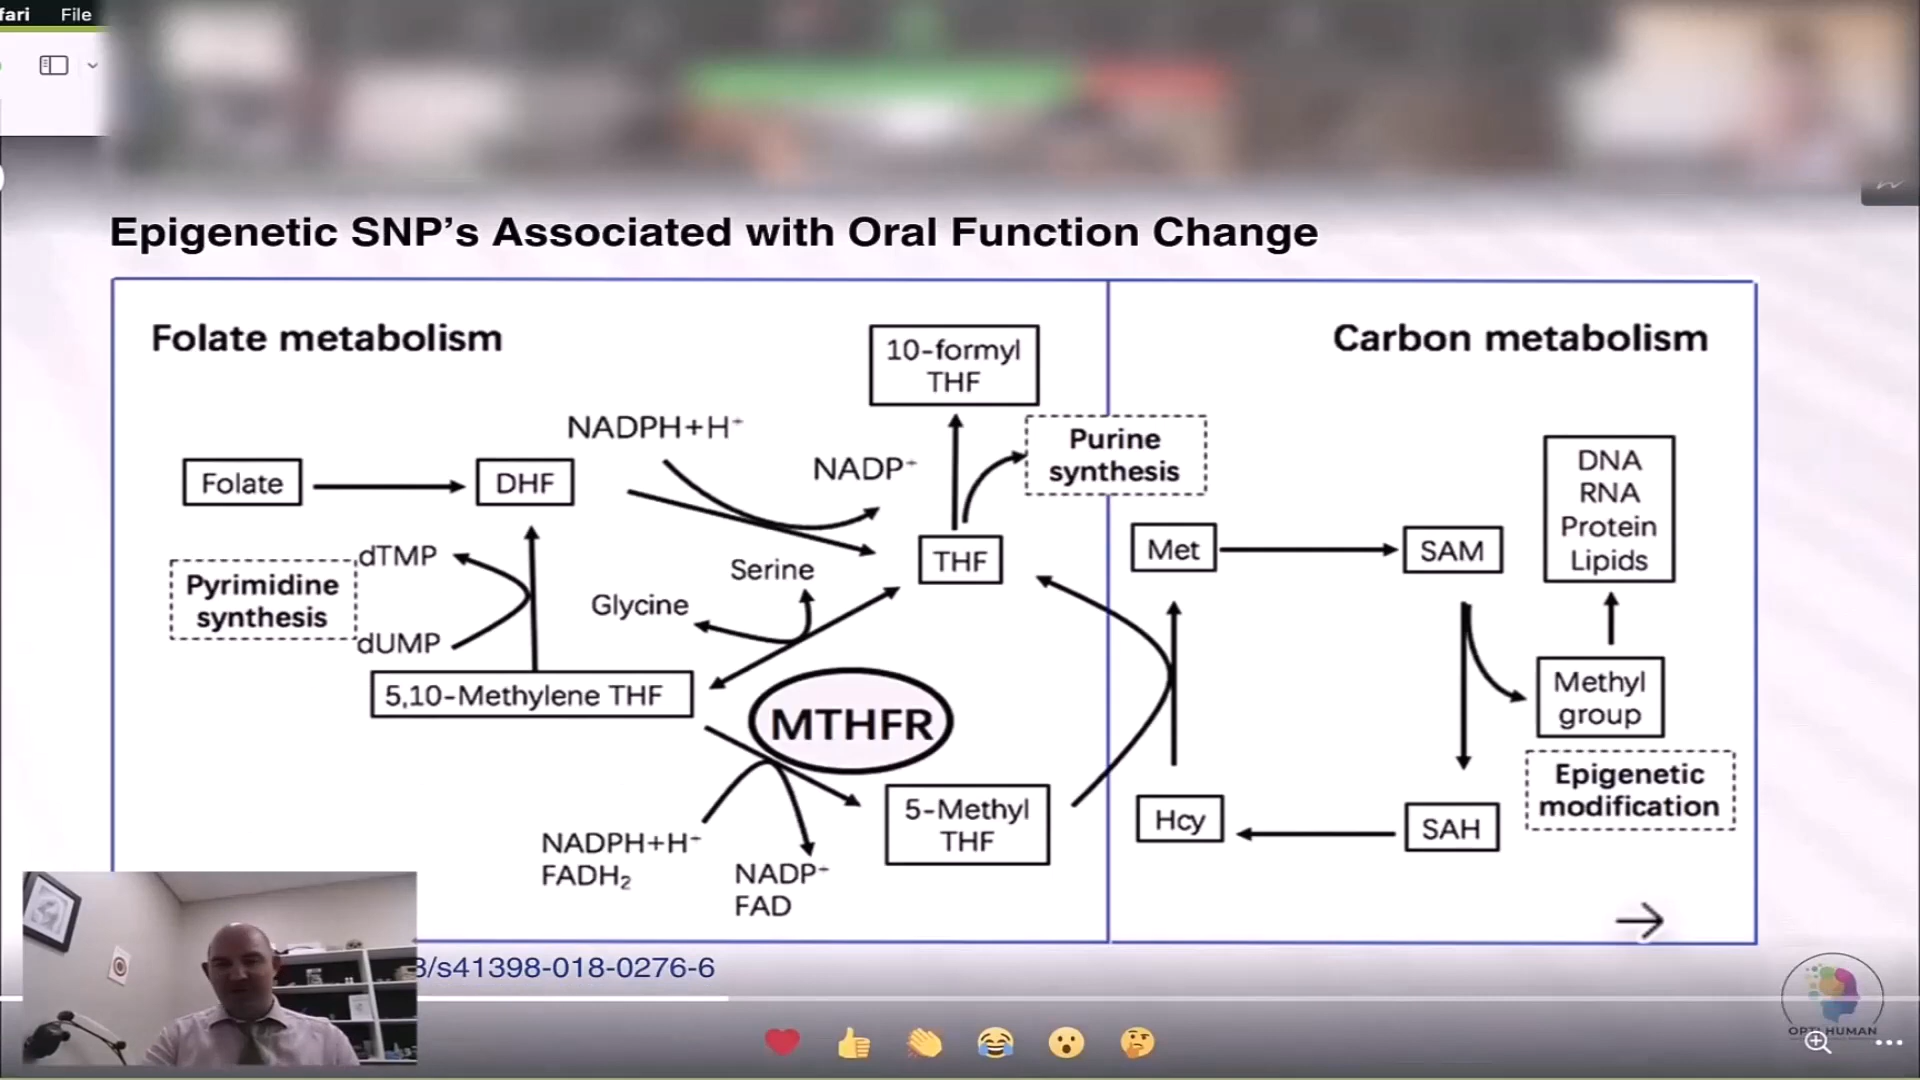 fari File
Epigenetic SNP's Associated with Oral Function Change
Folate metabolism
Carbon metabolism
10-formyl
THF
NADPH+H⁺
Purine
synthesis
NADP⁺
Folate
DHF
DNA
RNA
Protein
Lipids
Met
SAM
THF
dTMP
Serine
Pyrimidine
synthesis
Glycine
dUMP
5,10-Methylene THF
MTHFR
Methyl
group
Epigenetic
modification
5-Methyl
THF
Hcy
SAH
NADPH+H⁺
FADH₂
NADP⁺
FAD
3/s41398-018-0276-6
OPTI HUMAN